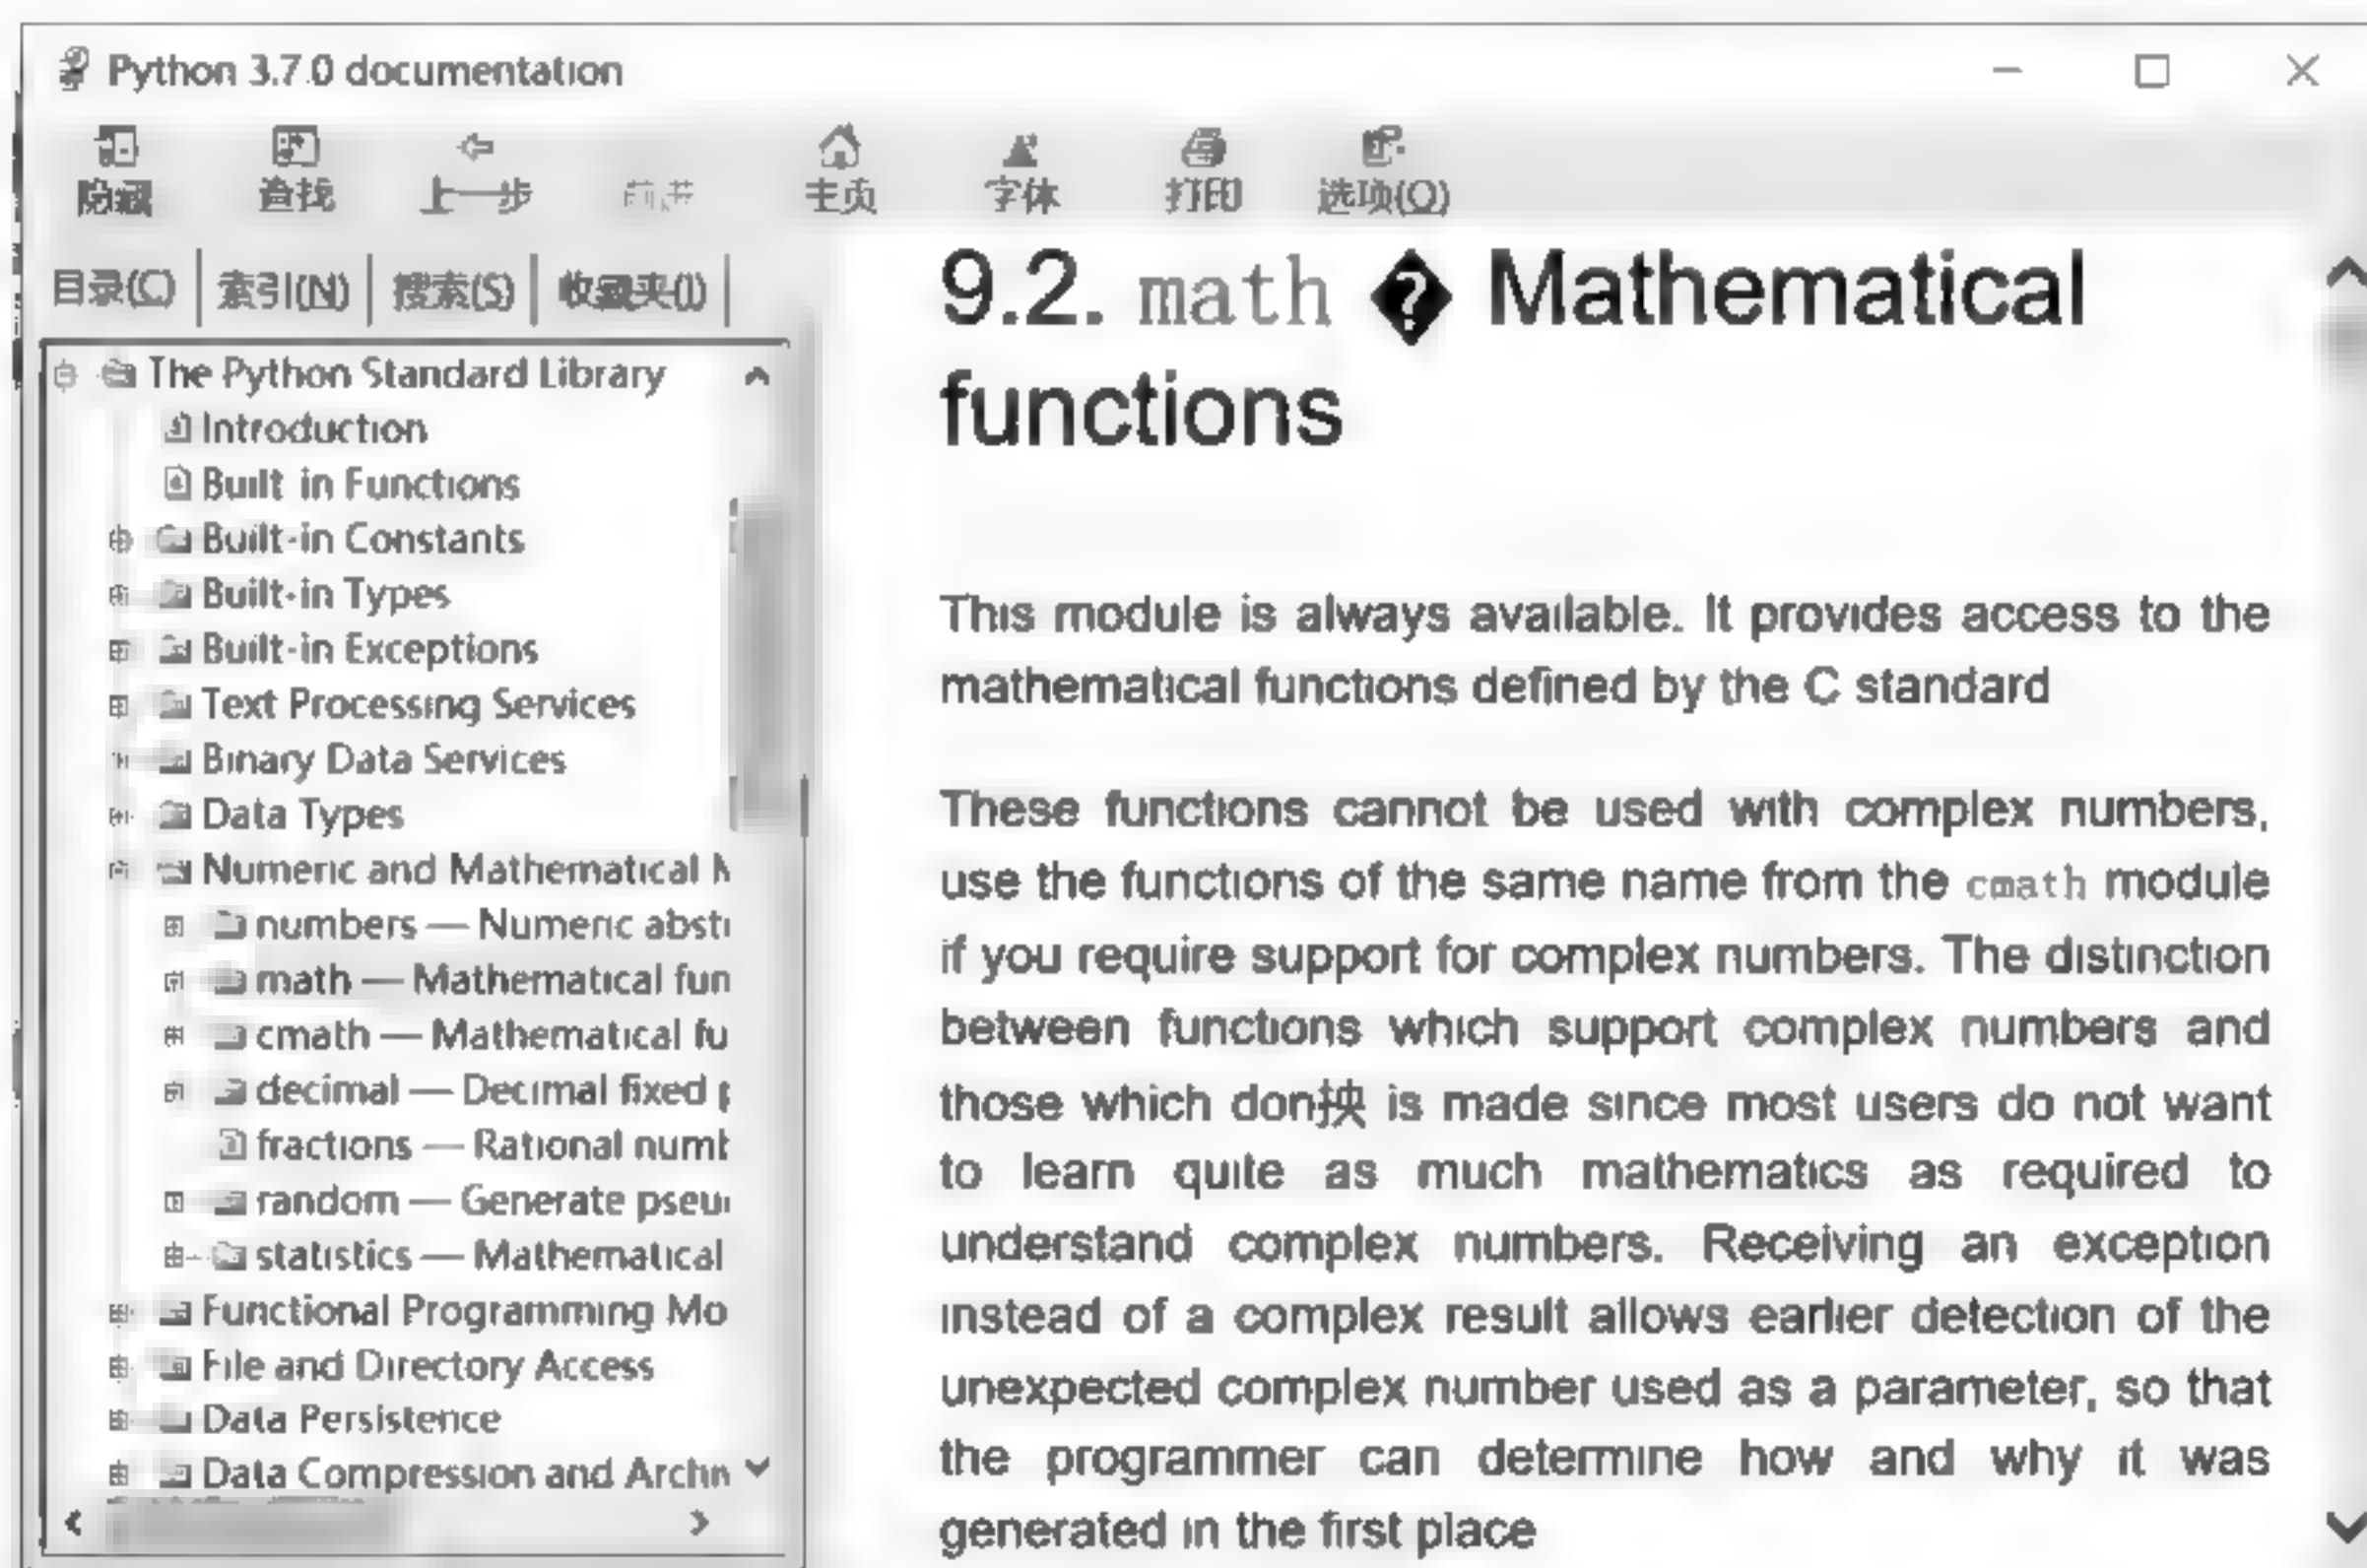 Python 3.7.0 documentation
隐藏 查找 上一步 前进 主页 字体 打印 选项(O)
目录(C) 索引(N) 搜索(S) 收藏夹(I)
The Python Standard Library
Introduction
Built-in Functions
Built-in Constants
Built-in Types
Built-in Exceptions
Text Processing Services
Binary Data Services
Data Types
Numeric and Mathematical M
numbers — Numeric abstr
math — Mathematical fun
cmath — Mathematical fu
decimal — Decimal fixed p
fractions — Rational numb
random — Generate pseu
statistics — Mathematical
Functional Programming Mo
File and Directory Access
Data Persistence
Data Compression and Archi
9.2. math � Mathematical
functions
This module is always available. It provides access to the
mathematical functions defined by the C standard
These functions cannot be used with complex numbers,
use the functions of the same name from the cmath module
if you require support for complex numbers. The distinction
between functions which support complex numbers and
those which don抰 is made since most users do not want
to learn quite as much mathematics as required to
understand complex numbers. Receiving an exception
instead of a complex result allows earlier detection of the
unexpected complex number used as a parameter, so that
the programmer can determine how and why it was
generated in the first place